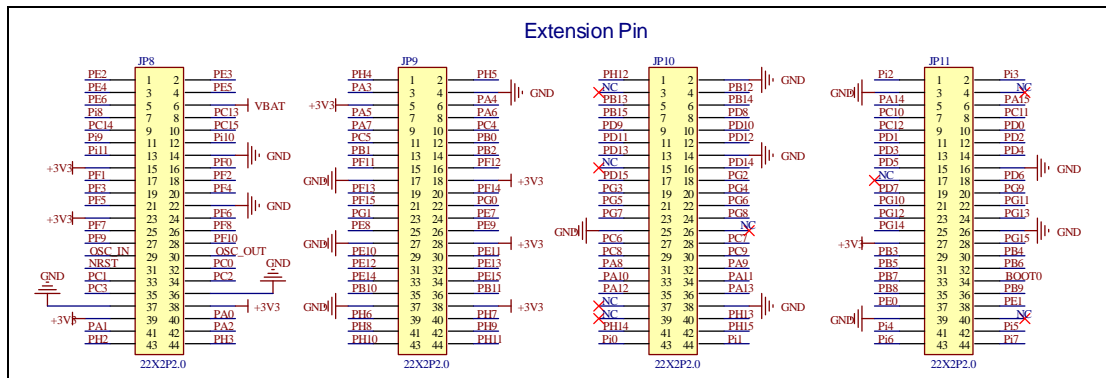 Extension Pin
JP8
PE2 1 2 PE3
PE4 3 4 PE5
PE6 5 6 VBAT
Pi8 7 8 PC13
PC14 9 10 PC15
Pi9 11 12 Pi10
Pi11 13 14 GND
+3V3 15 16 PF0
PF1 17 18 PF2
PF3 19 20 PF4
PF5 21 22 GND
+3V3 23 24 PF6
PF7 25 26 PF8
PF9 27 28 PF10
OSC_IN 29 30 OSC_OUT
NRST 31 32 PC0
PC1 33 34 PC2
PC3 35 36 GND
GND 37 38 +3V3
+3V3 39 40 PA0
PA1 41 42 PA2
PH2 43 44 PH3
22X2P2.0
JP9
PH4 1 2 PH5
PA3 3 4 GND
+3V3 5 6 PA4
PA5 7 8 PA6
PA7 9 10 PC4
PC5 11 12 PB0
PB1 13 14 PB2
PF11 15 16 PF12
GND 17 18 +3V3
PF13 19 20 PF14
PF15 21 22 PG0
PG1 23 24 PE7
PE8 25 26 PE9
GND 27 28 +3V3
PE10 29 30 PE11
PE12 31 32 PE13
PE14 33 34 PE15
PB10 35 36 PB11
GND 37 38 +3V3
PH6 39 40 PH7
PH8 41 42 PH9
PH10 43 44 PH11
22X2P2.0
JP10
PH12 1 2 GND
NC 3 4 PB12
PB13 5 6 PB14
PB15 7 8 PD8
PD9 9 10 PD10
PD11 11 12 PD12
PD13 13 14 GND
NC 15 16 PD14
PD15 17 18 PG2
PG3 19 20 PG4
PG5 21 22 PG6
PG7 23 24 PG8
GND 25 26 NC
PC6 27 28 PC7
PC8 29 30 PC9
PA8 31 32 PA9
PA10 33 34 PA11
PA12 35 36 PA13
NC 37 38 GND
NC 39 40 PH13
PH14 41 42 PH15
Pi0 43 44 Pi1
22X2P2.0
JP11
Pi2 1 2 Pi3
GND 3 4 NC
PA14 5 6 PA15
PC10 7 8 PC11
PC12 9 10 PD0
PD1 11 12 PD2
PD3 13 14 PD4
PD5 15 16 GND
NC 17 18 PD6
PD7 19 20 PG9
PG10 21 22 PG11
PG12 23 24 PG13
PG14 25 26 GND
+3V3 27 28 PG15
PB3 29 30 PB4
PB5 31 32 PB6
PB7 33 34 BOOT0
PB8 35 36 PB9
PE0 37 38 PE1
GND 39 40 NC
Pi4 41 42 Pi5
Pi6 43 44 Pi7
22X2P2.0